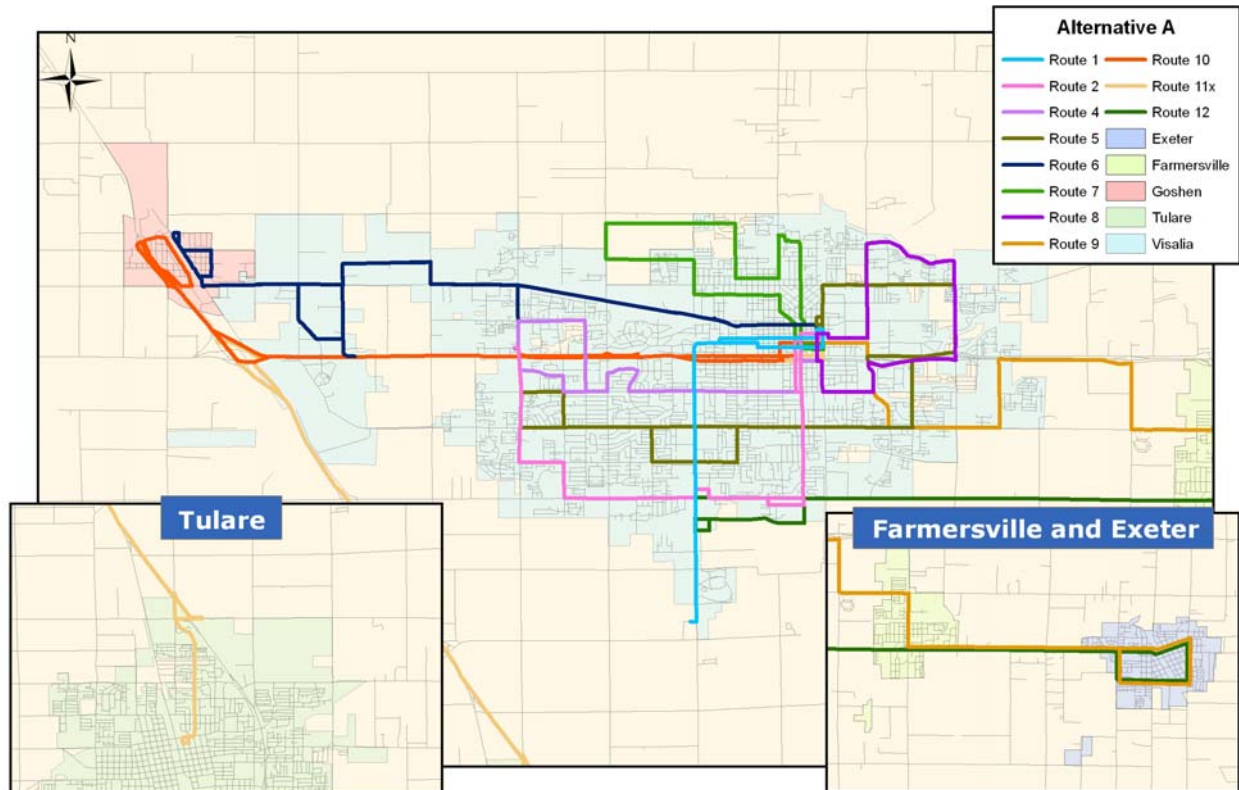 N
Alternative A
Route 1
Route 10
Route 2
Route 11x
Route 4
Route 12
Route 5
Exeter
Route 6
Farmersville
Route 7
Goshen
Route 8
Tulare
Route 9
Visalia
Tulare
Farmersville and Exeter